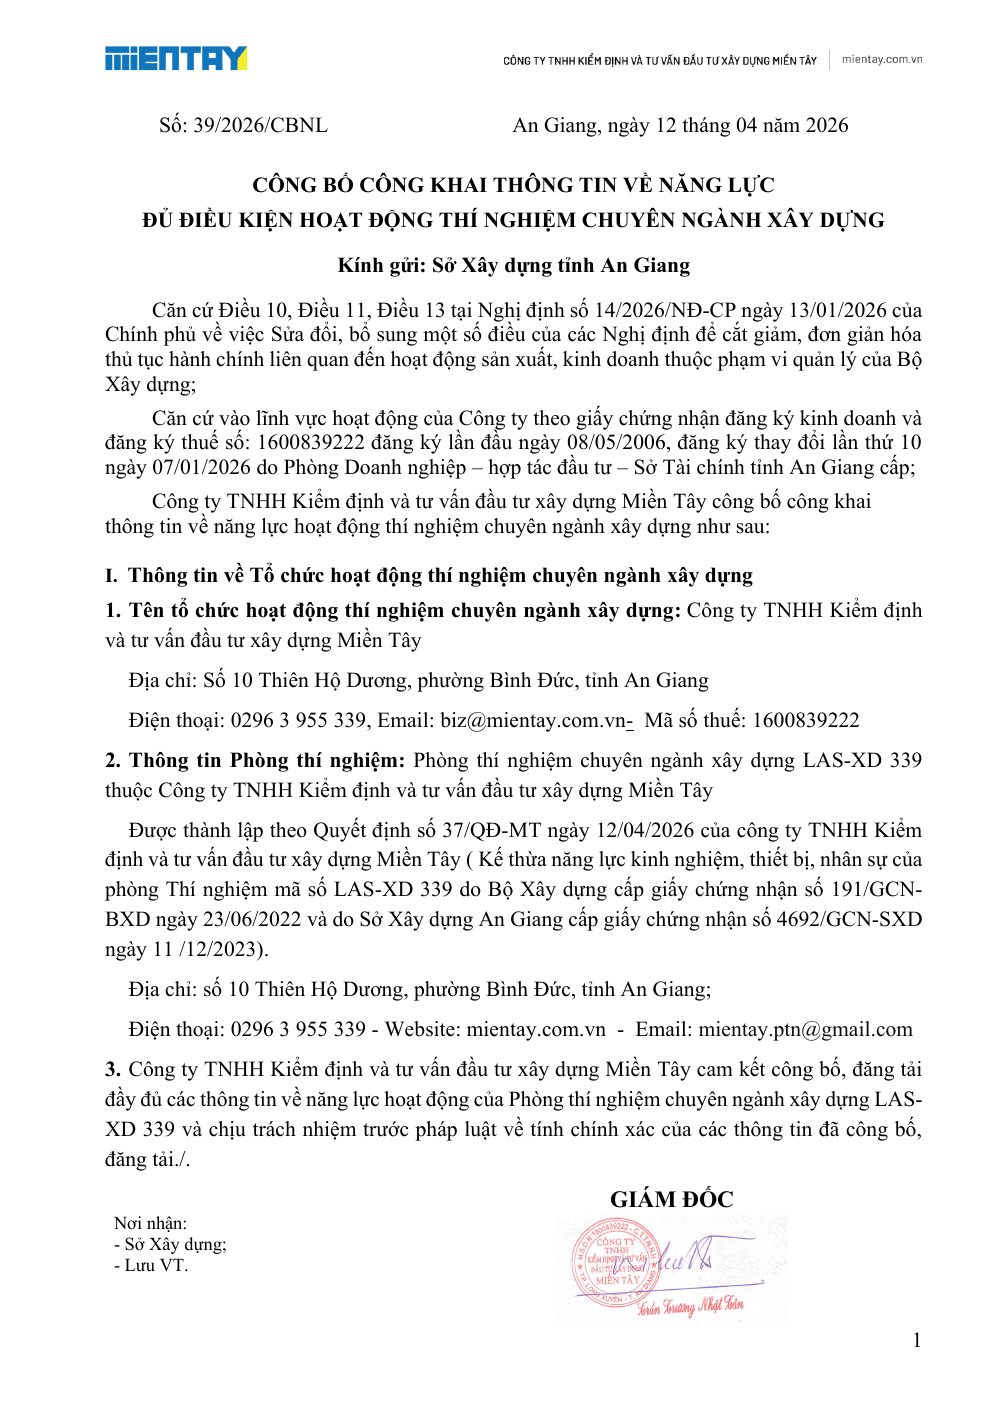 MIENTAY
CÔNG TY TNHH KIỂM ĐỊNH VÀ TƯ VẤN ĐẦU TƯ XÂY DỰNG MIỀN TÂY
mientay.com.vn
Số: 39/2026/CBNL
An Giang, ngày 12 tháng 04 năm 2026
CÔNG BỐ CÔNG KHAI THÔNG TIN VỀ NĂNG LỰC
ĐỦ ĐIỀU KIỆN HOẠT ĐỘNG THÍ NGHIỆM CHUYÊN NGÀNH XÂY DỰNG
Kính gửi: Sở Xây dựng tỉnh An Giang
Căn cứ Điều 10, Điều 11, Điều 13 tại Nghị định số 14/2026/NĐ-CP ngày 13/01/2026 của
Chính phủ về việc Sửa đổi, bổ sung một số điều của các Nghị định để cắt giảm, đơn giản hóa
thủ tục hành chính liên quan đến hoạt động sản xuất, kinh doanh thuộc phạm vi quản lý của Bộ
Xây dựng;
Căn cứ vào lĩnh vực hoạt động của Công ty theo giấy chứng nhận đăng ký kinh doanh và
đăng ký thuế số: 1600839222 đăng ký lần đầu ngày 08/05/2006, đăng ký thay đổi lần thứ 10
ngày 07/01/2026 do Phòng Doanh nghiệp – hợp tác đầu tư – Sở Tài chính tỉnh An Giang cấp;
Công ty TNHH Kiểm định và tư vấn đầu tư xây dựng Miền Tây công bố công khai
thông tin về năng lực hoạt động thí nghiệm chuyên ngành xây dựng như sau:
I. Thông tin về Tổ chức hoạt động thí nghiệm chuyên ngành xây dựng
1. Tên tổ chức hoạt động thí nghiệm chuyên ngành xây dựng: Công ty TNHH Kiểm định
và tư vấn đầu tư xây dựng Miền Tây
Địa chỉ: Số 10 Thiên Hộ Dương, phường Bình Đức, tỉnh An Giang
Điện thoại: 0296 3 955 339, Email: biz@mientay.com.vn- Mã số thuế: 1600839222
2. Thông tin Phòng thí nghiệm: Phòng thí nghiệm chuyên ngành xây dựng LAS-XD 339
thuộc Công ty TNHH Kiểm định và tư vấn đầu tư xây dựng Miền Tây
Được thành lập theo Quyết định số 37/QĐ-MT ngày 12/04/2026 của công ty TNHH Kiểm
định và tư vấn đầu tư xây dựng Miền Tây ( Kế thừa năng lực kinh nghiệm, thiết bị, nhân sự của
phòng Thí nghiệm mã số LAS-XD 339 do Bộ Xây dựng cấp giấy chứng nhận số 191/GCN-
BXD ngày 23/06/2022 và do Sở Xây dựng An Giang cấp giấy chứng nhận số 4692/GCN-SXD
ngày 11 /12/2023).
Địa chỉ: số 10 Thiên Hộ Dương, phường Bình Đức, tỉnh An Giang;
Điện thoại: 0296 3 955 339 - Website: mientay.com.vn - Email: mientay.ptn@gmail.com
3. Công ty TNHH Kiểm định và tư vấn đầu tư xây dựng Miền Tây cam kết công bố, đăng tải
đầy đủ các thông tin về năng lực hoạt động của Phòng thí nghiệm chuyên ngành xây dựng LAS-
XD 339 và chịu trách nhiệm trước pháp luật về tính chính xác của các thông tin đã công bố,
đăng tải./.
GIÁM ĐỐC
Nơi nhận:
- Sở Xây dựng;
- Lưu VT.
M.S.D.N:1600839222 - C.T.T.N.H.H
CÔNG TY
TNHH
KIỂM ĐỊNH VÀ TƯ VẤN
ĐẦU TƯ XÂY DỰNG
MIỀN TÂY
TP. LONG XUYÊN - T. AN GIANG
Trần Trương Nhật Tân
1